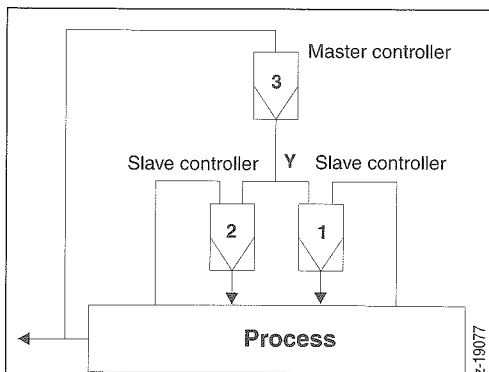 Master controller
3
Slave controller
Y
Slave controller
2
1
Process
z-19077